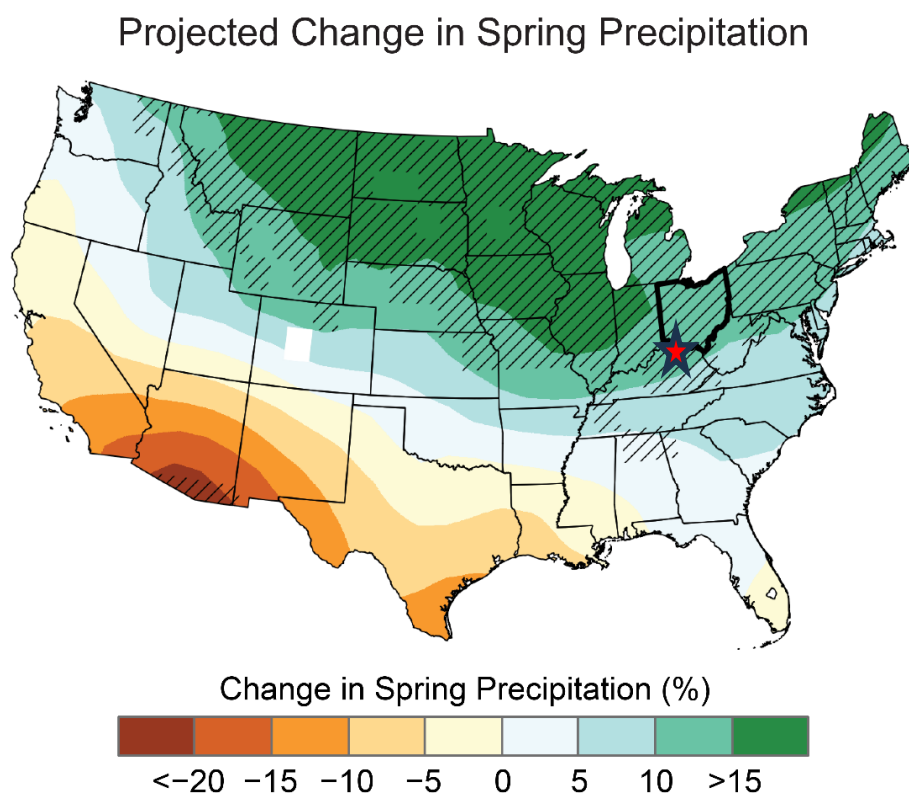 Projected Change in Spring Precipitation
Change in Spring Precipitation (%)
<−20 −15 −10 −5 0 5 10 >15